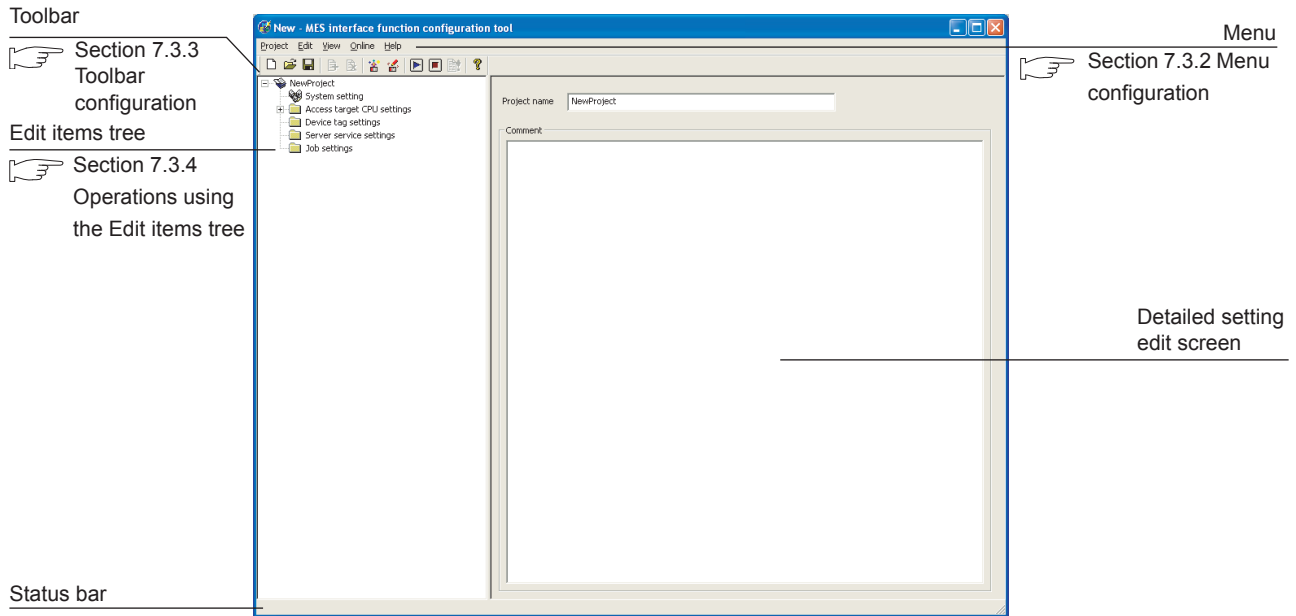 Toolbar
Section 7.3.3
Toolbar
configuration
Edit items tree
Section 7.3.4
Operations using
the Edit items tree
Status bar
New - MES interface function configuration tool
Project Edit View Online Help
NewProject
System setting
Access target CPU settings
Device tag settings
Server service settings
Job settings
Project name NewProject
Comment
Menu
Section 7.3.2 Menu
configuration
Detailed setting
edit screen